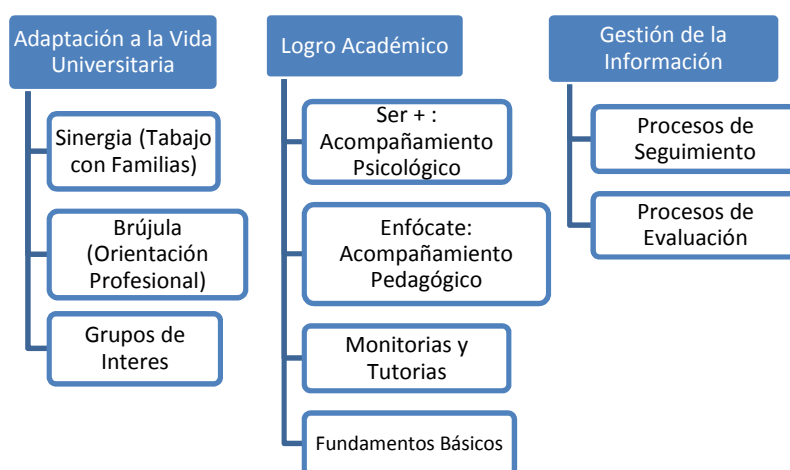 Adaptación a la Vida
Universitaria
Sinergia (Tabajo
con Familias)
Brújula
(Orientación
Profesional)
Grupos de
Interes
Logro Académico
Ser + :
Acompañamiento
Psicológico
Enfócate:
Acompañamiento
Pedagógico
Monitorias y
Tutorias
Fundamentos Básicos
Gestión de la
Información
Procesos de
Seguimiento
Procesos de
Evaluación